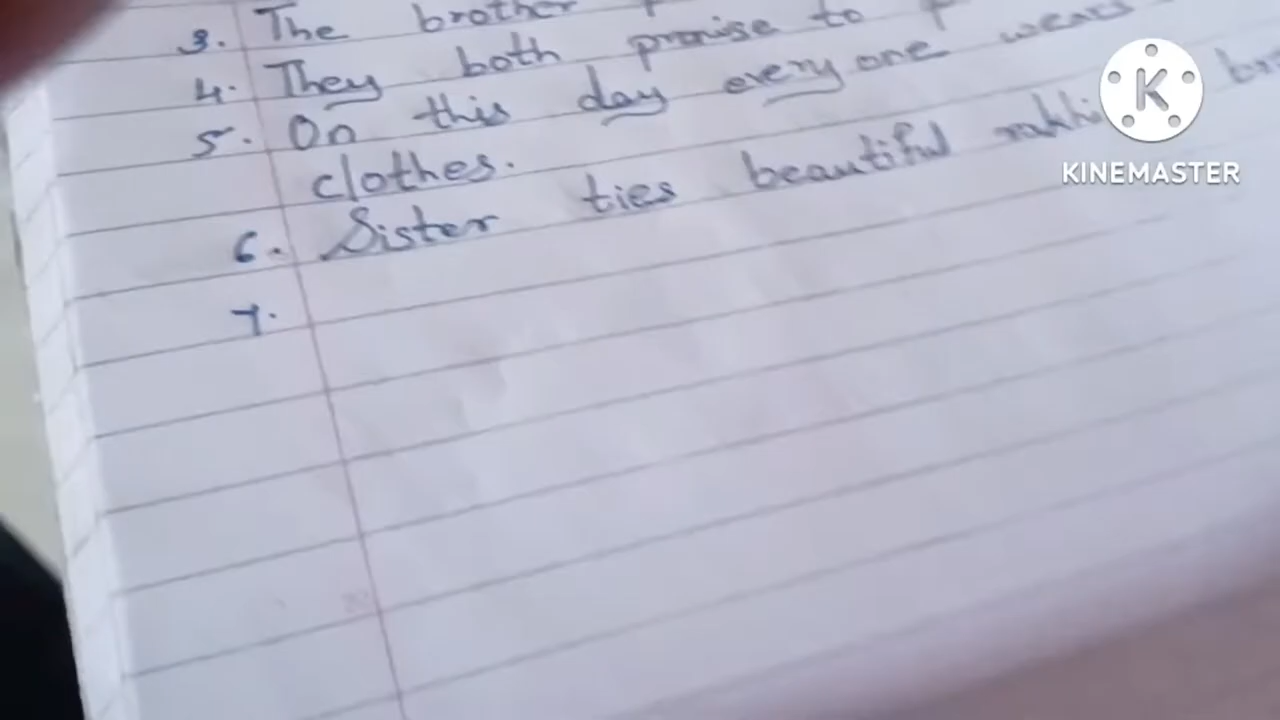 3. The brother
4. They both promise to
5. On this day every one wears
clothes.
6. Sister ties beautiful rakhi
7.
K
KINEMASTER